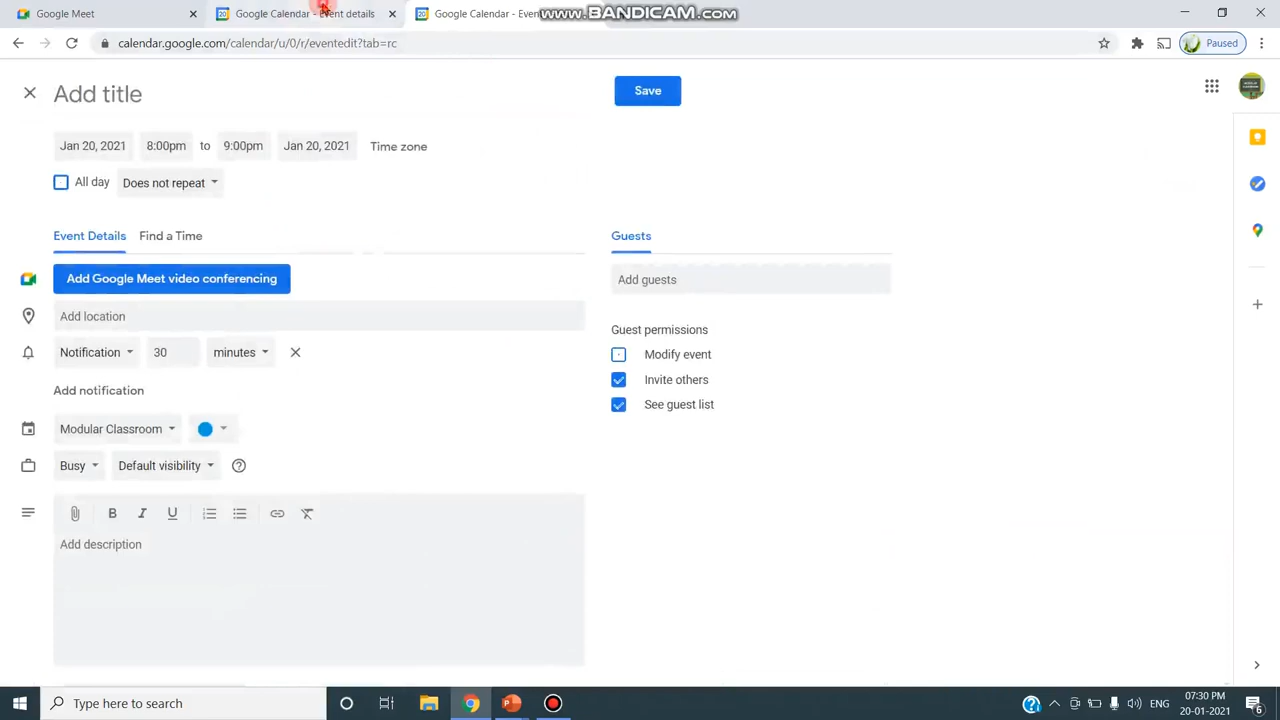 Google Meet
Google Calendar - Event details
Google Calendar - Eve
www.BANDICAM.com
calendar.google.com/calendar/u/0/r/eventedit?tab=rc
Paused
Add title
Save
Jan 20, 2021 8:00pm to 9:00pm Jan 20, 2021 Time zone
All day Does not repeat
Event Details Find a Time
Guests
Add Google Meet video conferencing
Add guests
Add location
Guest permissions
Notification 30 minutes
Modify event
Invite others
Add notification
See guest list
Modular Classroom
Busy Default visibility
B I U
Add description
Type here to search
ENG
07:30 PM
20-01-2021
6